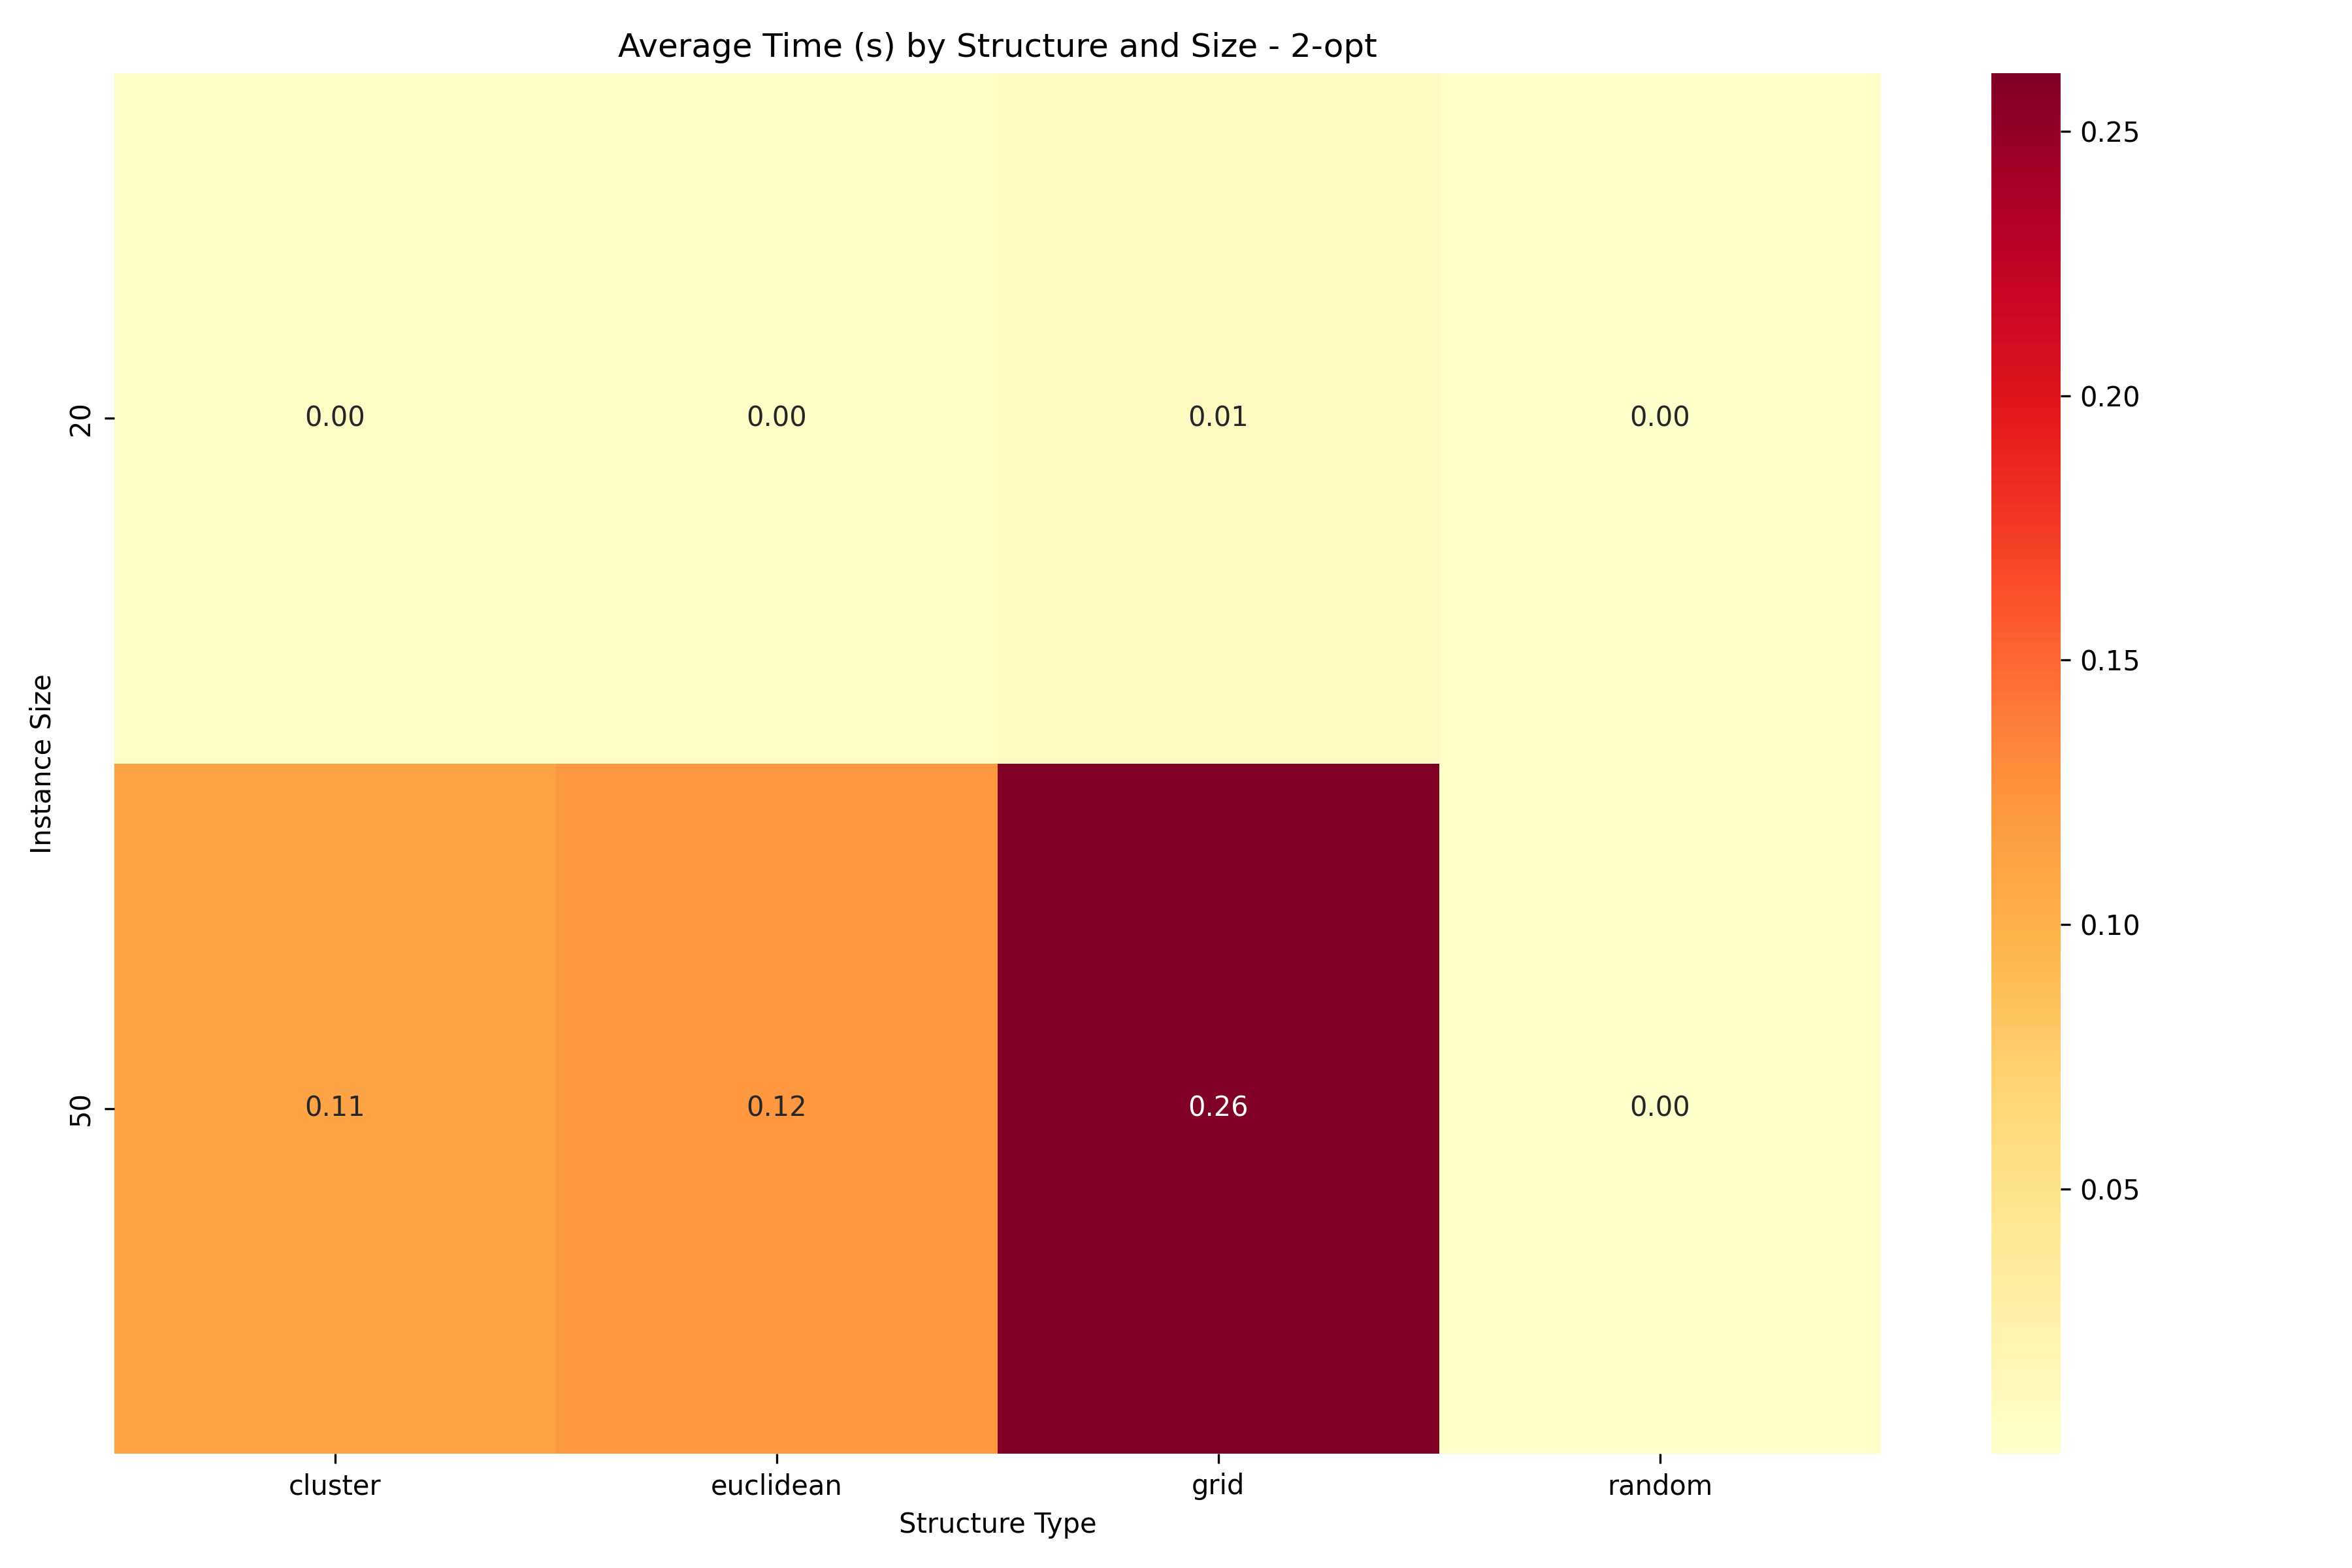 Average Time (s) by Structure and Size - 2-opt
Instance Size
20
0.00 0.00 0.01 0.00
50
0.11 0.12 0.26 0.00
cluster euclidean grid random
Structure Type
0.25
0.20
0.15
0.10
0.05